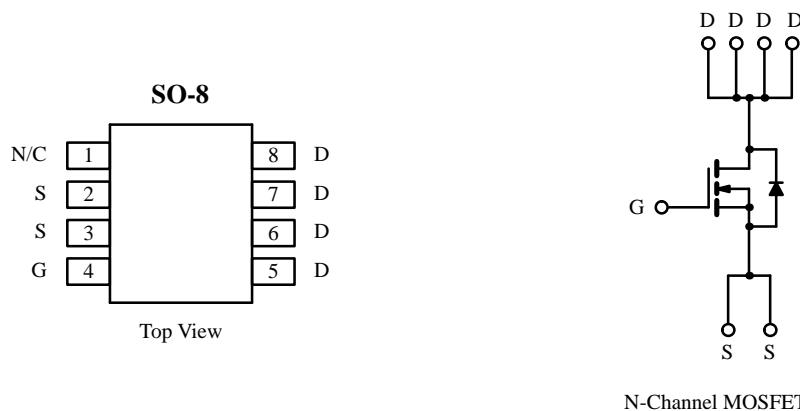 SO-8
N/C 1 8 D
S 2 7 D
S 3 6 D
G 4 5 D
Top View
D D D D
G
S S
N-Channel MOSFET